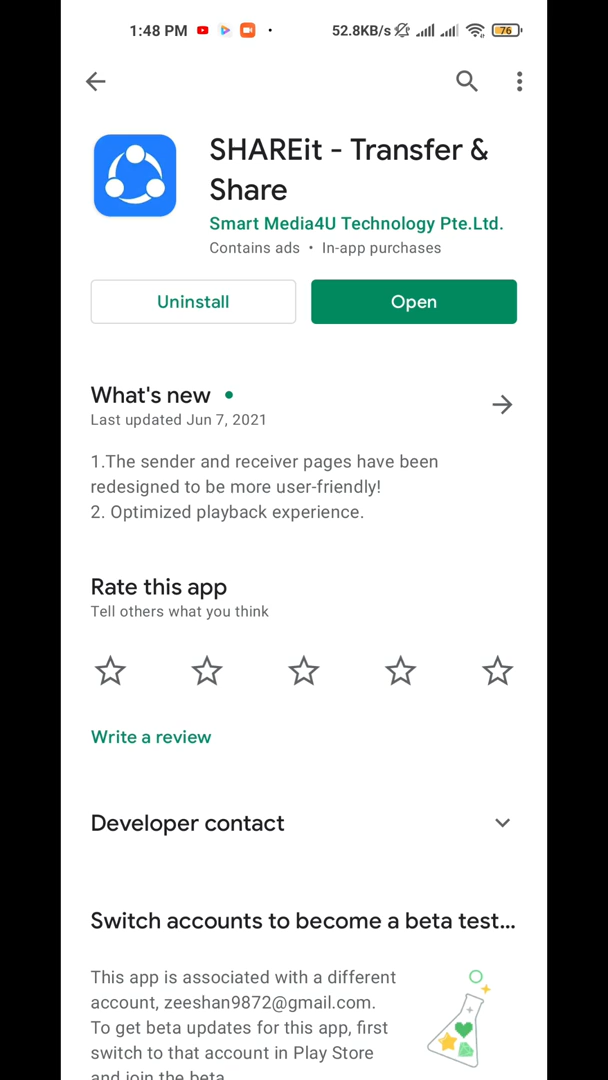 1:48 PM 52.8KB/s 76
SHAREit - Transfer &
Share
Smart Media4U Technology Pte.Ltd.
Contains ads • In-app purchases
Uninstall Open
What's new
Last updated Jun 7, 2021
1.The sender and receiver pages have been
redesigned to be more user-friendly!
2. Optimized playback experience.
Rate this app
Tell others what you think
Write a review
Developer contact
Switch accounts to become a beta test...
This app is associated with a different
account, zeeshan9872@gmail.com.
To get beta updates for this app, first
switch to that account in Play Store
and join the beta.